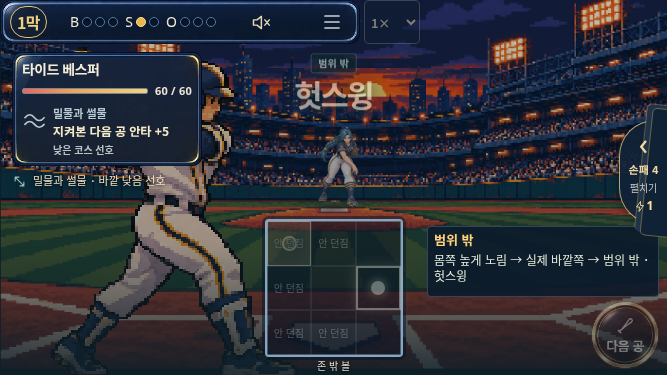 1막
B S O
1×
타이드 베스퍼
60 / 60
밀물과 썰물
지켜본 다음 공 안타 +5
낮은 코스 선호
밀물과 썰물 · 바깥 낮음 선호
범위 밖
헛스윙
손패 4
펼치기
1
안 던짐 안 던짐
안 던짐
안 던짐 안 던짐
존 밖 볼
범위 밖
몸쪽 높게 노림 → 실제 바깥쪽 → 범위 밖 ·
헛스윙
다음 공